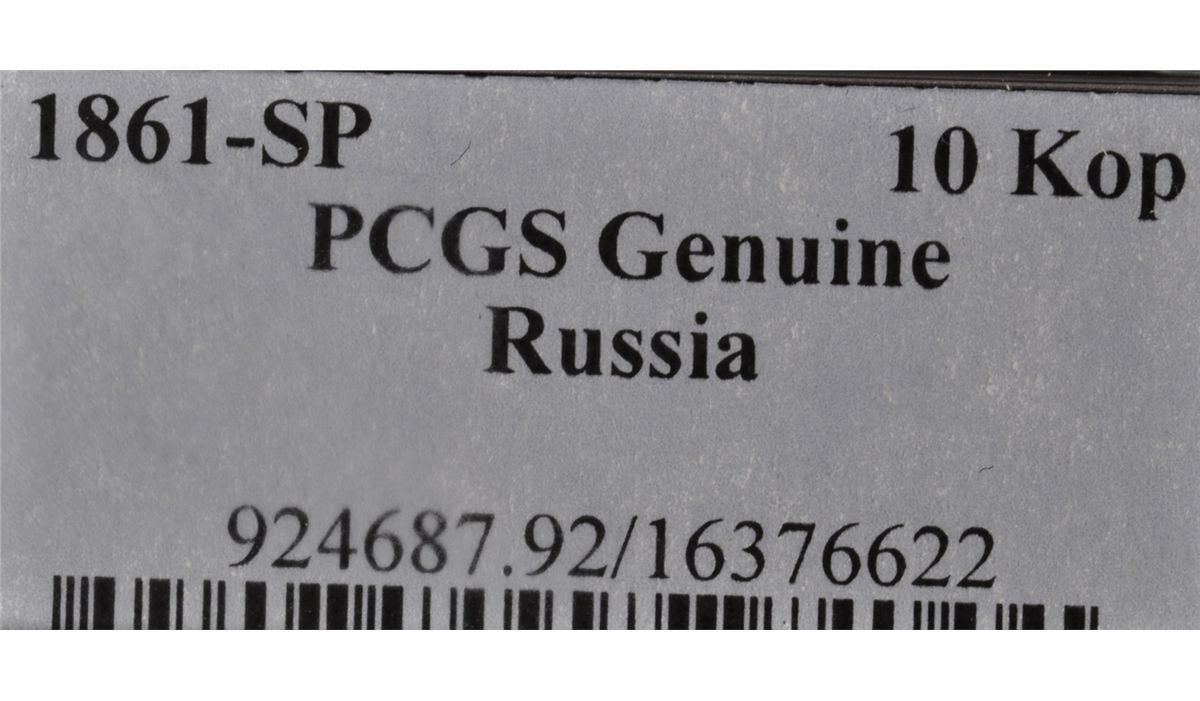 1861-SP 10 Kop
PCGS Genuine
Russia
924687.92/16376622